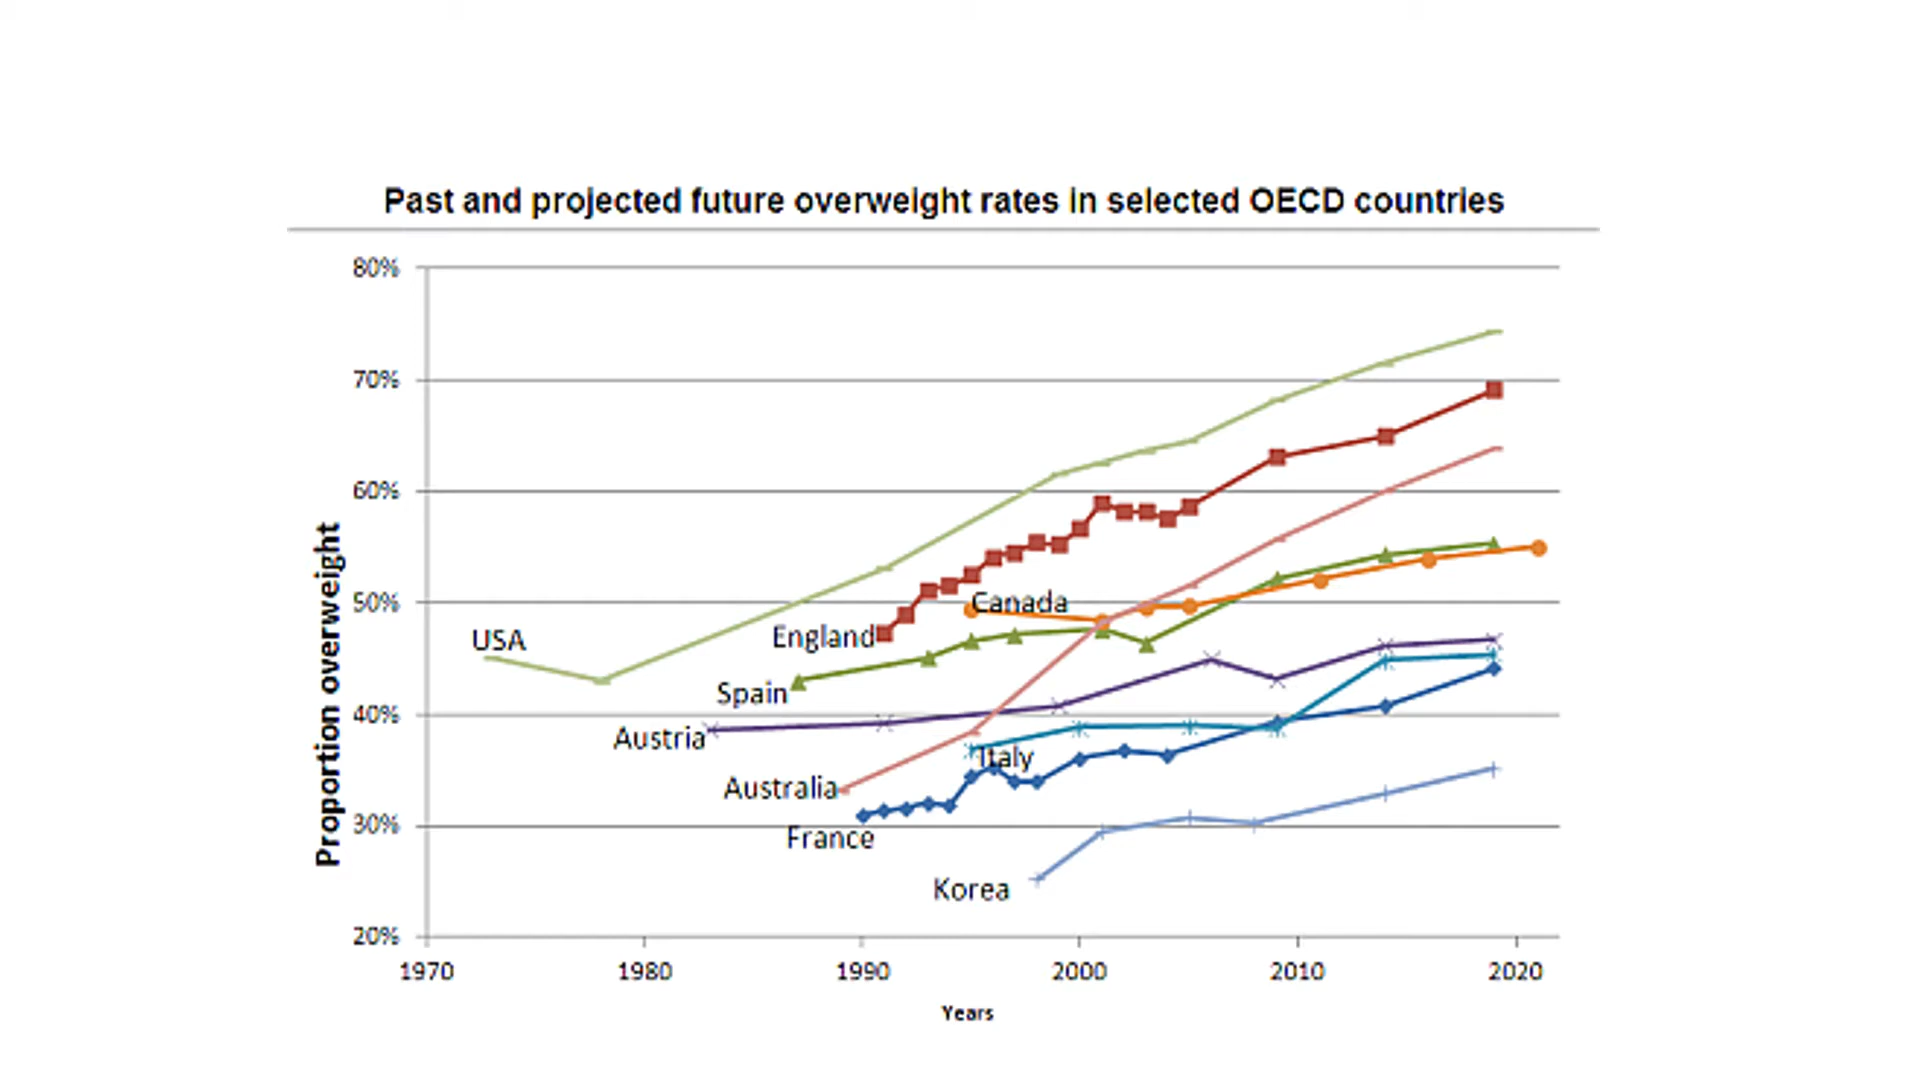 Past and projected future overweight rates in selected OECD countries
80%
70%
60%
50%
40%
30%
20%
Proportion overweight
USA
England
Canada
Spain
Austria
Italy
Australia
France
Korea
1970 1980 1990 2000 2010 2020
Years